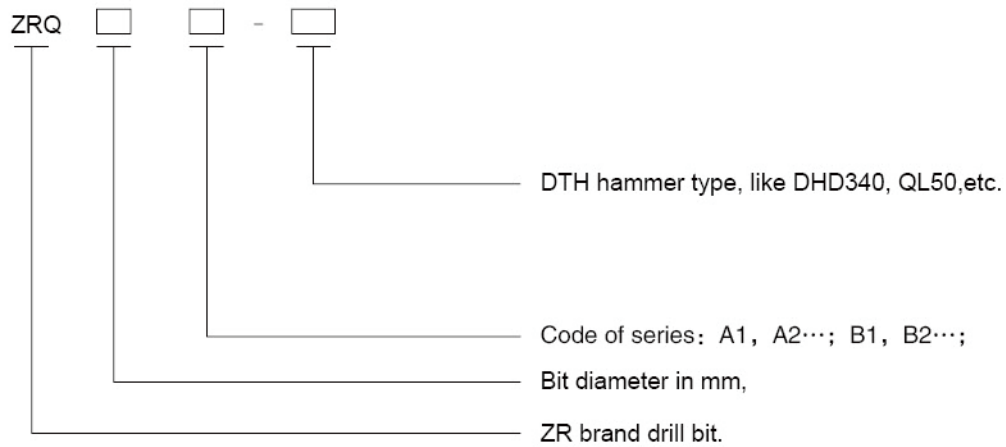 ZRQ □ □ - □
DTH hammer type, like DHD340, QL50,etc.
Code of series：A1，A2…；B1，B2…；
Bit diameter in mm,
ZR brand drill bit.